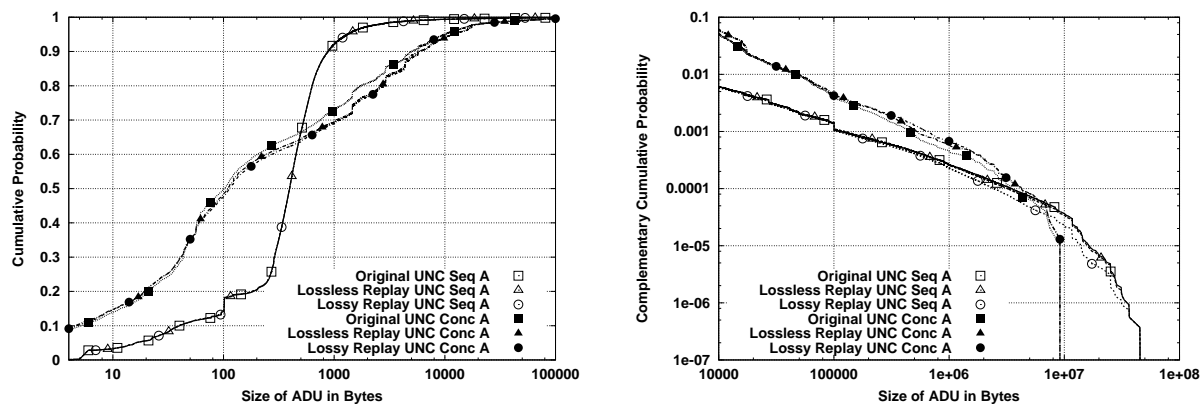 Cumulative Probability
1
0.9
0.8
0.7
0.6
0.5
0.4
0.3
0.2
0.1
0
10
100
1000
10000
100000
Size of ADU in Bytes
Original UNC Seq A
Lossless Replay UNC Seq A
Lossy Replay UNC Seq A
Original UNC Conc A
Lossless Replay UNC Conc A
Lossy Replay UNC Conc A
Complementary Cumulative Probability
0.1
0.01
0.001
0.0001
1e-05
1e-06
1e-07
10000
100000
1e+06
1e+07
1e+08
Size of ADU in Bytes
Original UNC Seq A
Lossless Replay UNC Seq A
Lossy Replay UNC Seq A
Original UNC Conc A
Lossless Replay UNC Conc A
Lossy Replay UNC Conc A